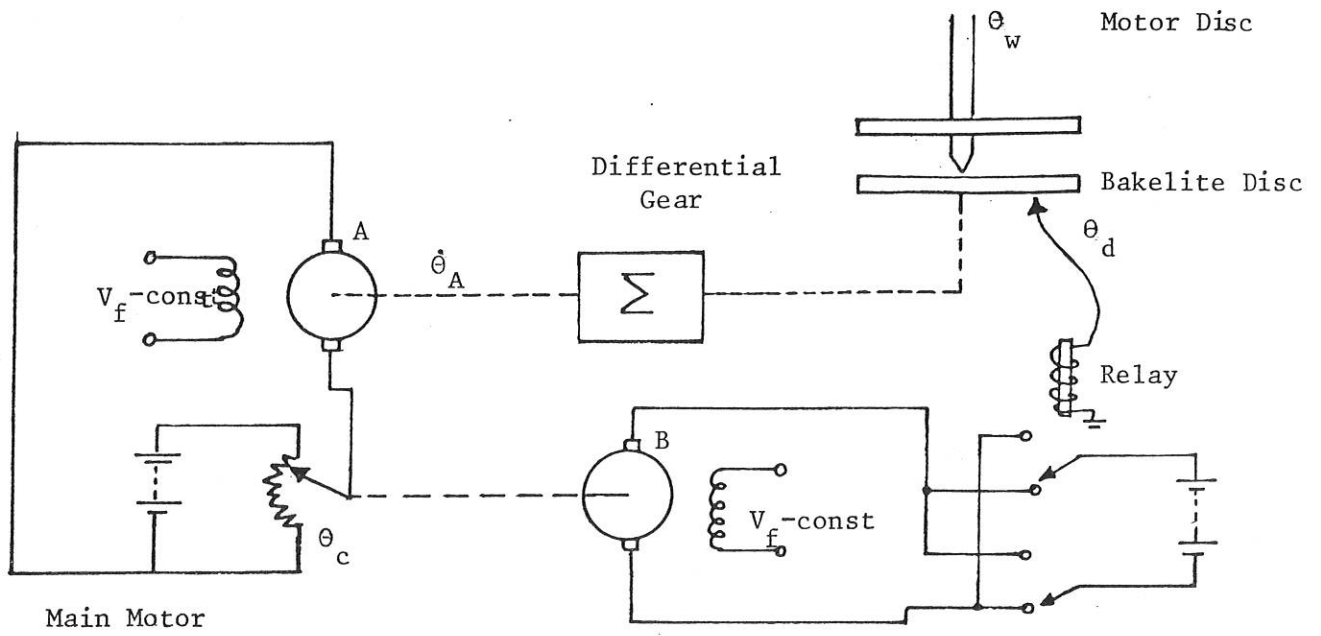 θw
Motor Disc
Differential
Gear
Bakelite Disc
A
θ̇A
θd
Vf-const
Σ
Relay
B
θc
Vf-const
Main Motor